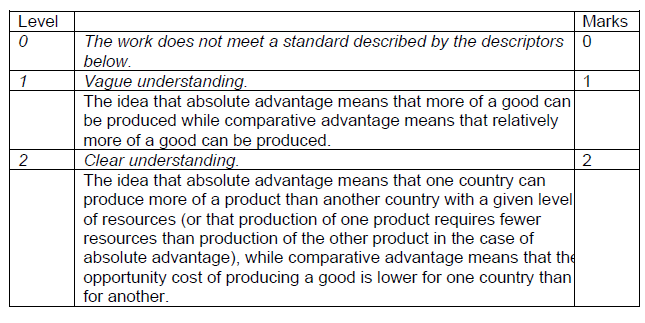 Level Marks
0 The work does not meet a standard described by the descriptors 0
below.
1 Vague understanding. 1
The idea that absolute advantage means that more of a good can
be produced while comparative advantage means that relatively
more of a good can be produced.
2 Clear understanding. 2
The idea that absolute advantage means that one country can
produce more of a product than another country with a given level
of resources (or that production of one product requires fewer
resources than production of the other product in the case of
absolute advantage), while comparative advantage means that the
opportunity cost of producing a good is lower for one country than
for another.